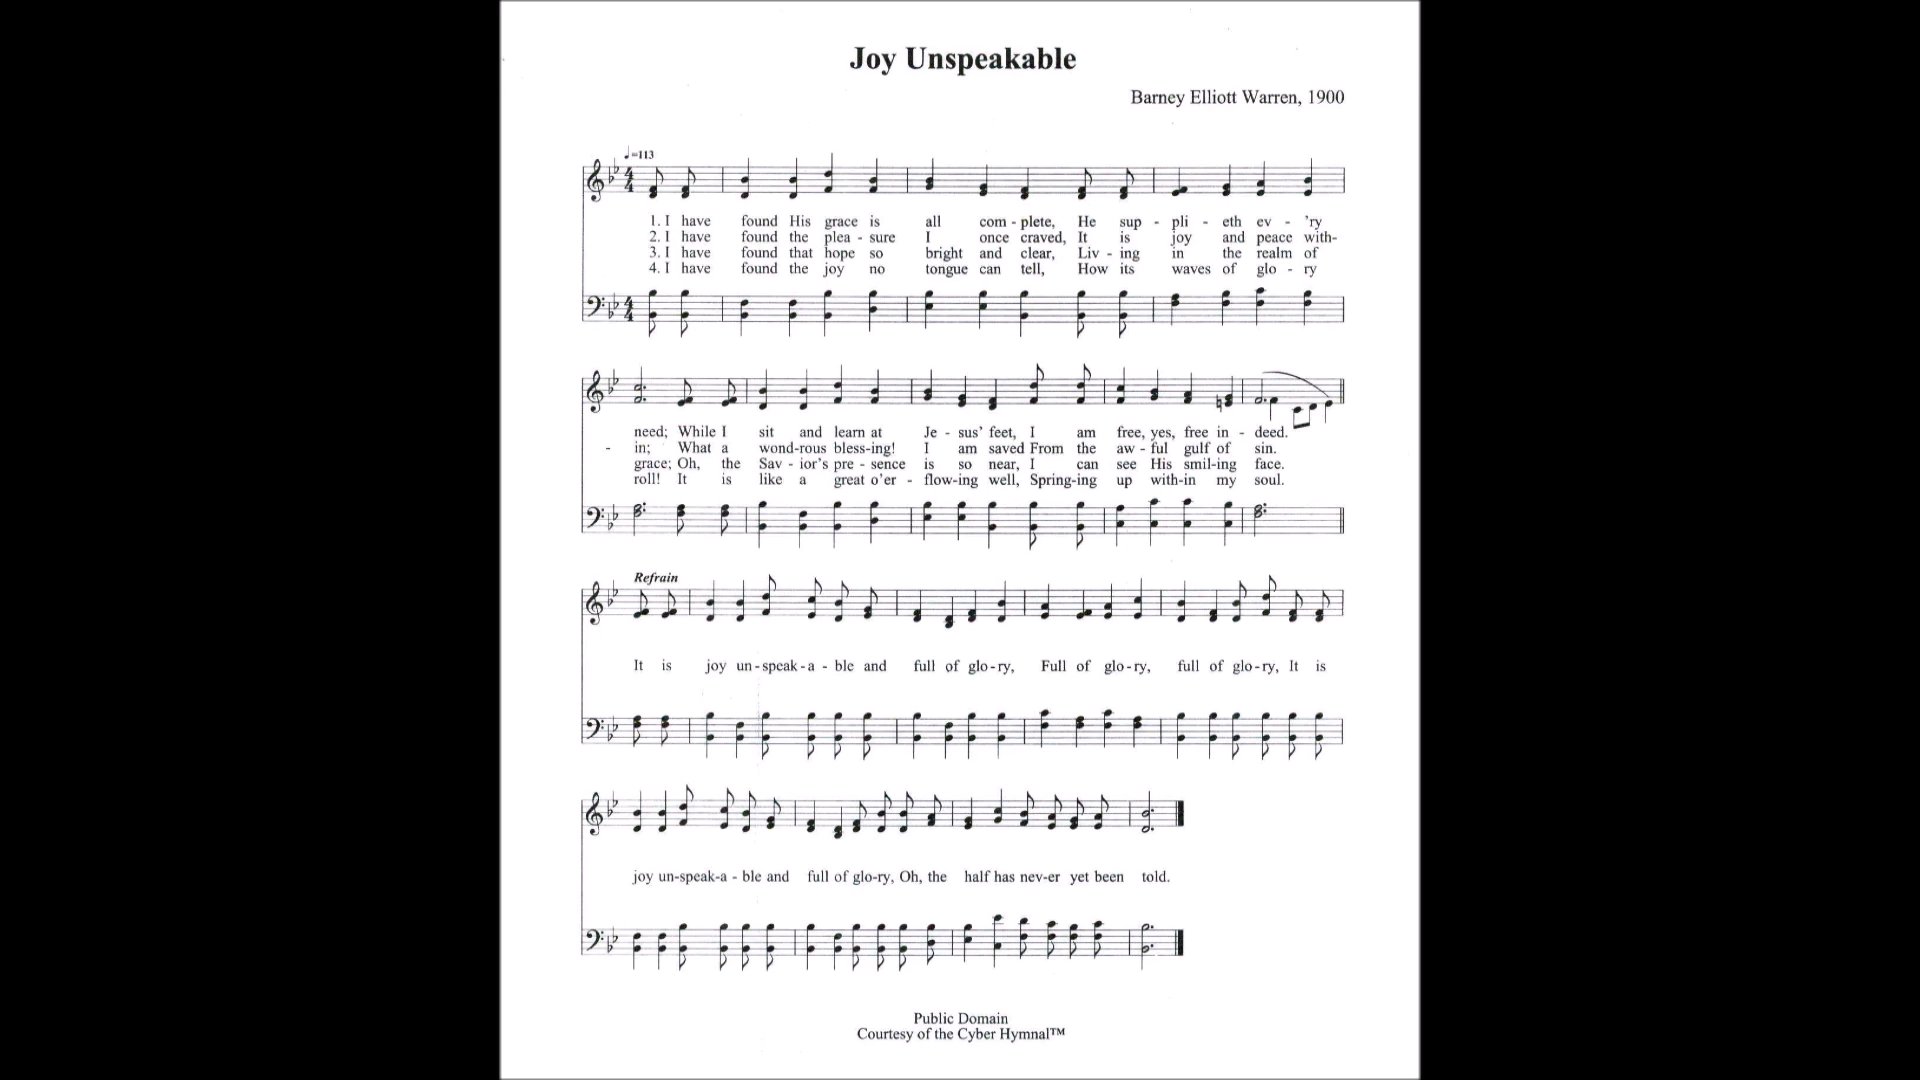 Joy Unspeakable
Barney Elliott Warren, 1900
♩=113
4
4
1. I have found His grace is all com - plete, He sup - pli - eth ev - 'ry
2. I have found the plea - sure I once craved, It is joy and peace with-
3. I have found that hope so bright and clear, Liv - ing in the realm of
4. I have found the joy no tongue can tell, How its waves of glo - ry
4
4
need; While I sit and learn at Je - sus' feet, I am free, yes, free in - deed.
- in; What a wond-rous bless-ing! I am saved From the aw - ful gulf of sin.
grace; Oh, the Sav - ior's pre - sence is so near, I can see His smil-ing face.
roll! It is like a great o'er - flow-ing well, Spring-ing up with-in my soul.
Refrain
It is joy un-speak-a - ble and full of glo-ry, Full of glo-ry, full of glo-ry, It is
joy un-speak-a - ble and full of glo-ry, Oh, the half has nev-er yet been told.
Public Domain
Courtesy of the Cyber Hymnal™